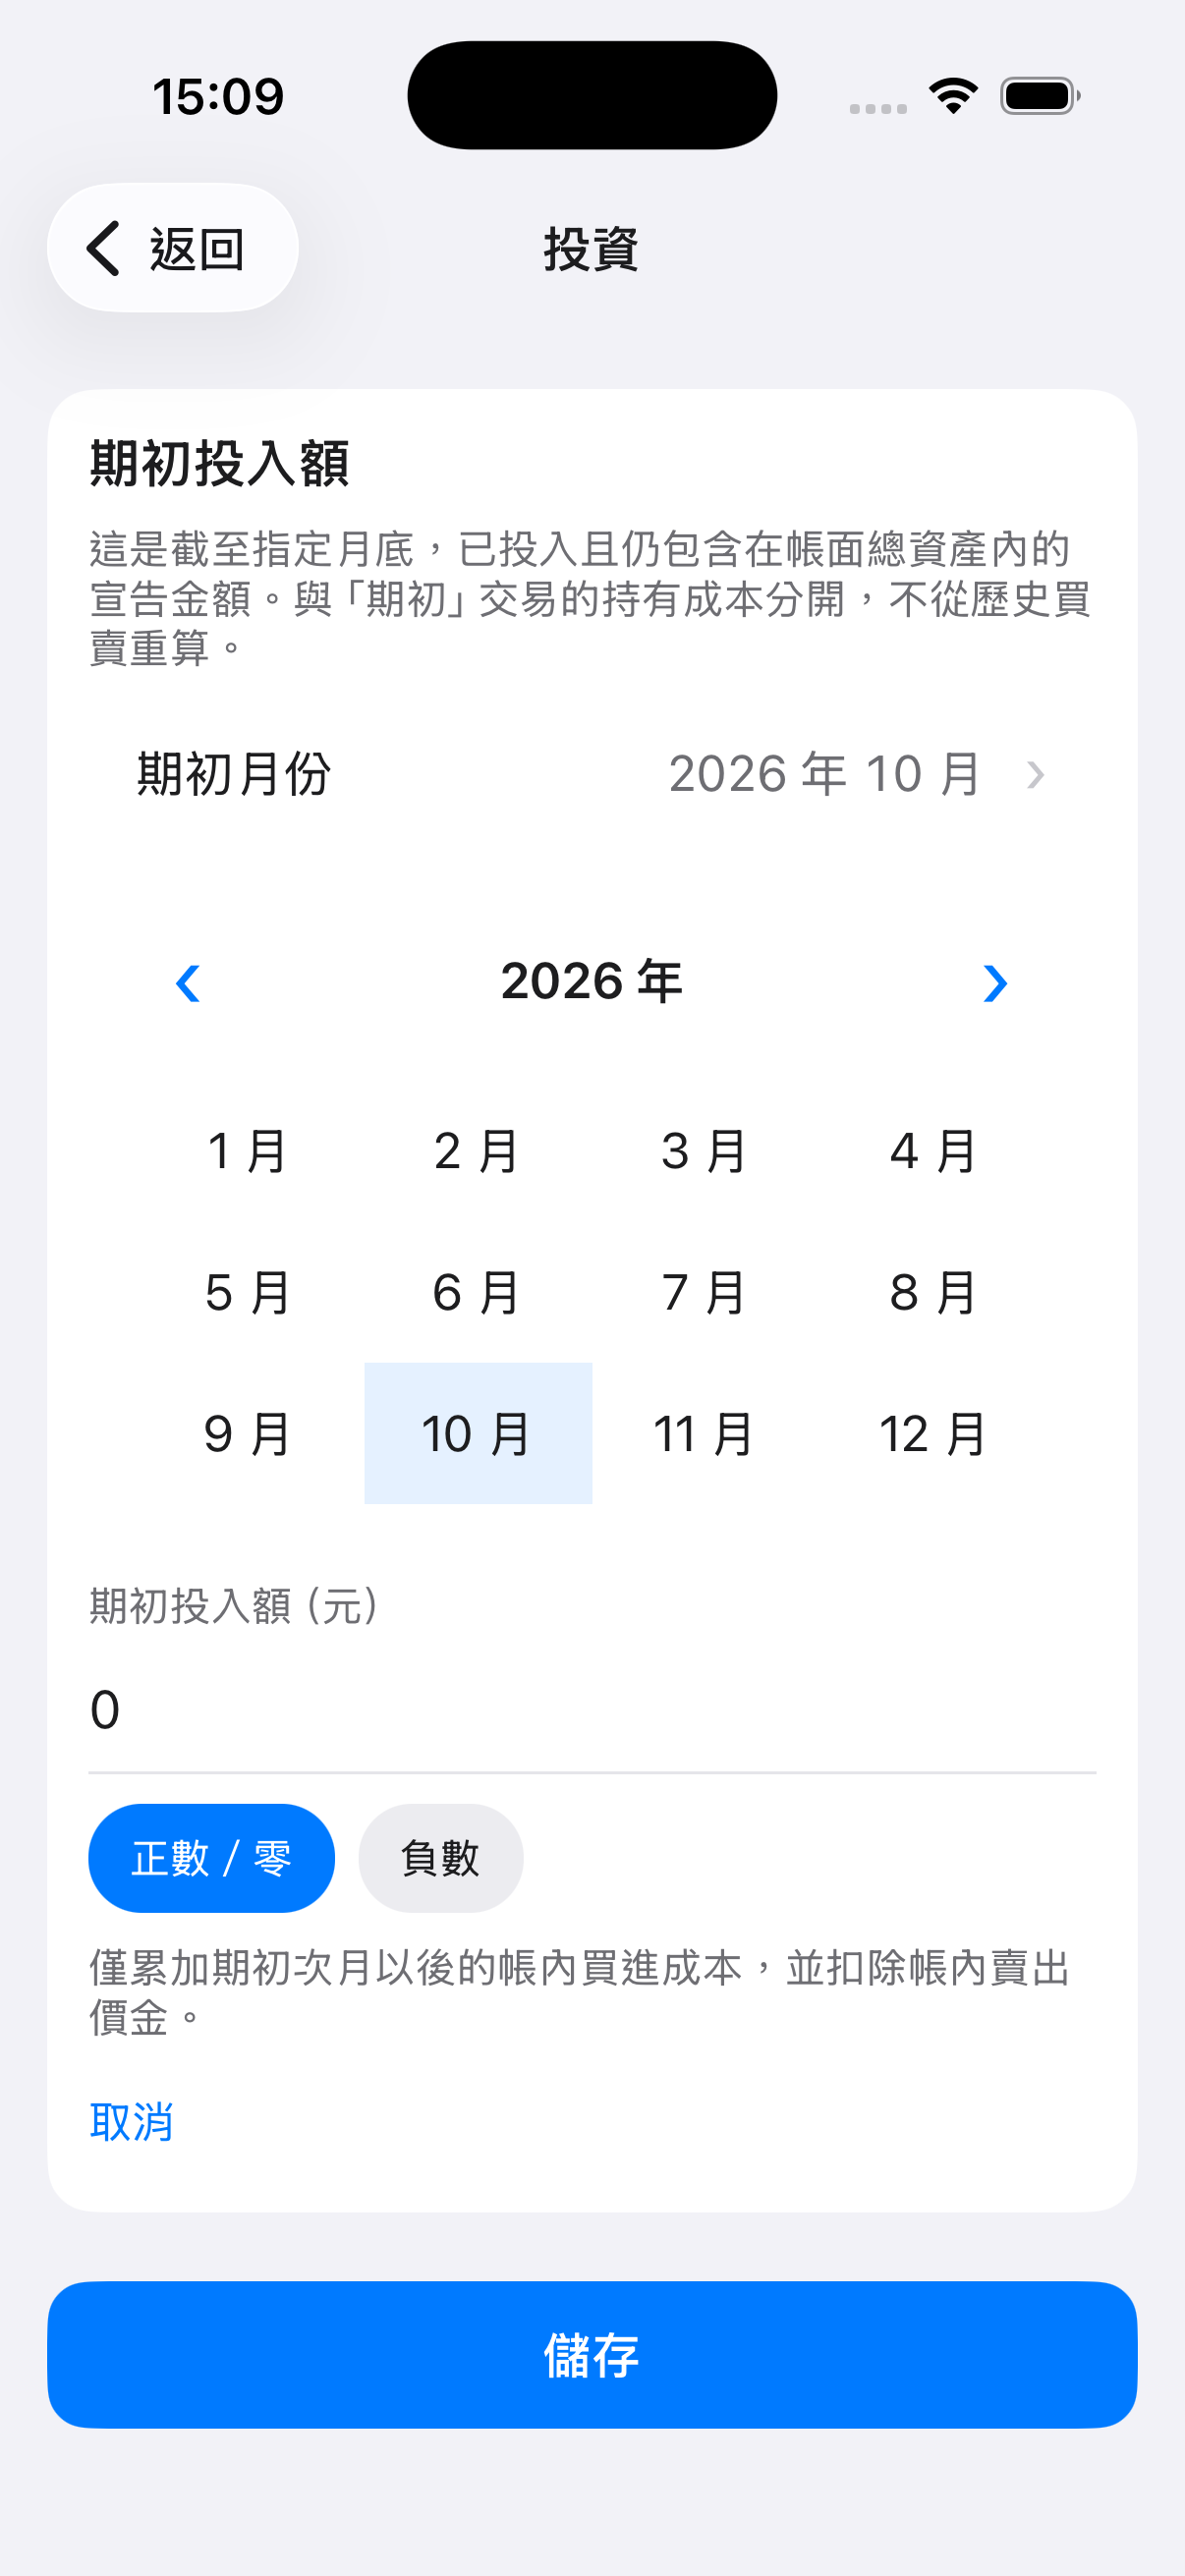 15:09
返回
投資
期初投入額
這是截至指定月底，已投入且仍包含在帳面總資產內的
宣告金額。與「期初」交易的持有成本分開，不從歷史買
賣重算。
期初月份 2026 年 10 月 ›
‹ 2026 年 ›
1 月 2 月 3 月 4 月
5 月 6 月 7 月 8 月
9 月 10 月 11 月 12 月
期初投入額（元）
0
正數 / 零 負數
僅累加期初次月以後的帳內買進成本，並扣除帳內賣出
價金。
取消
儲存